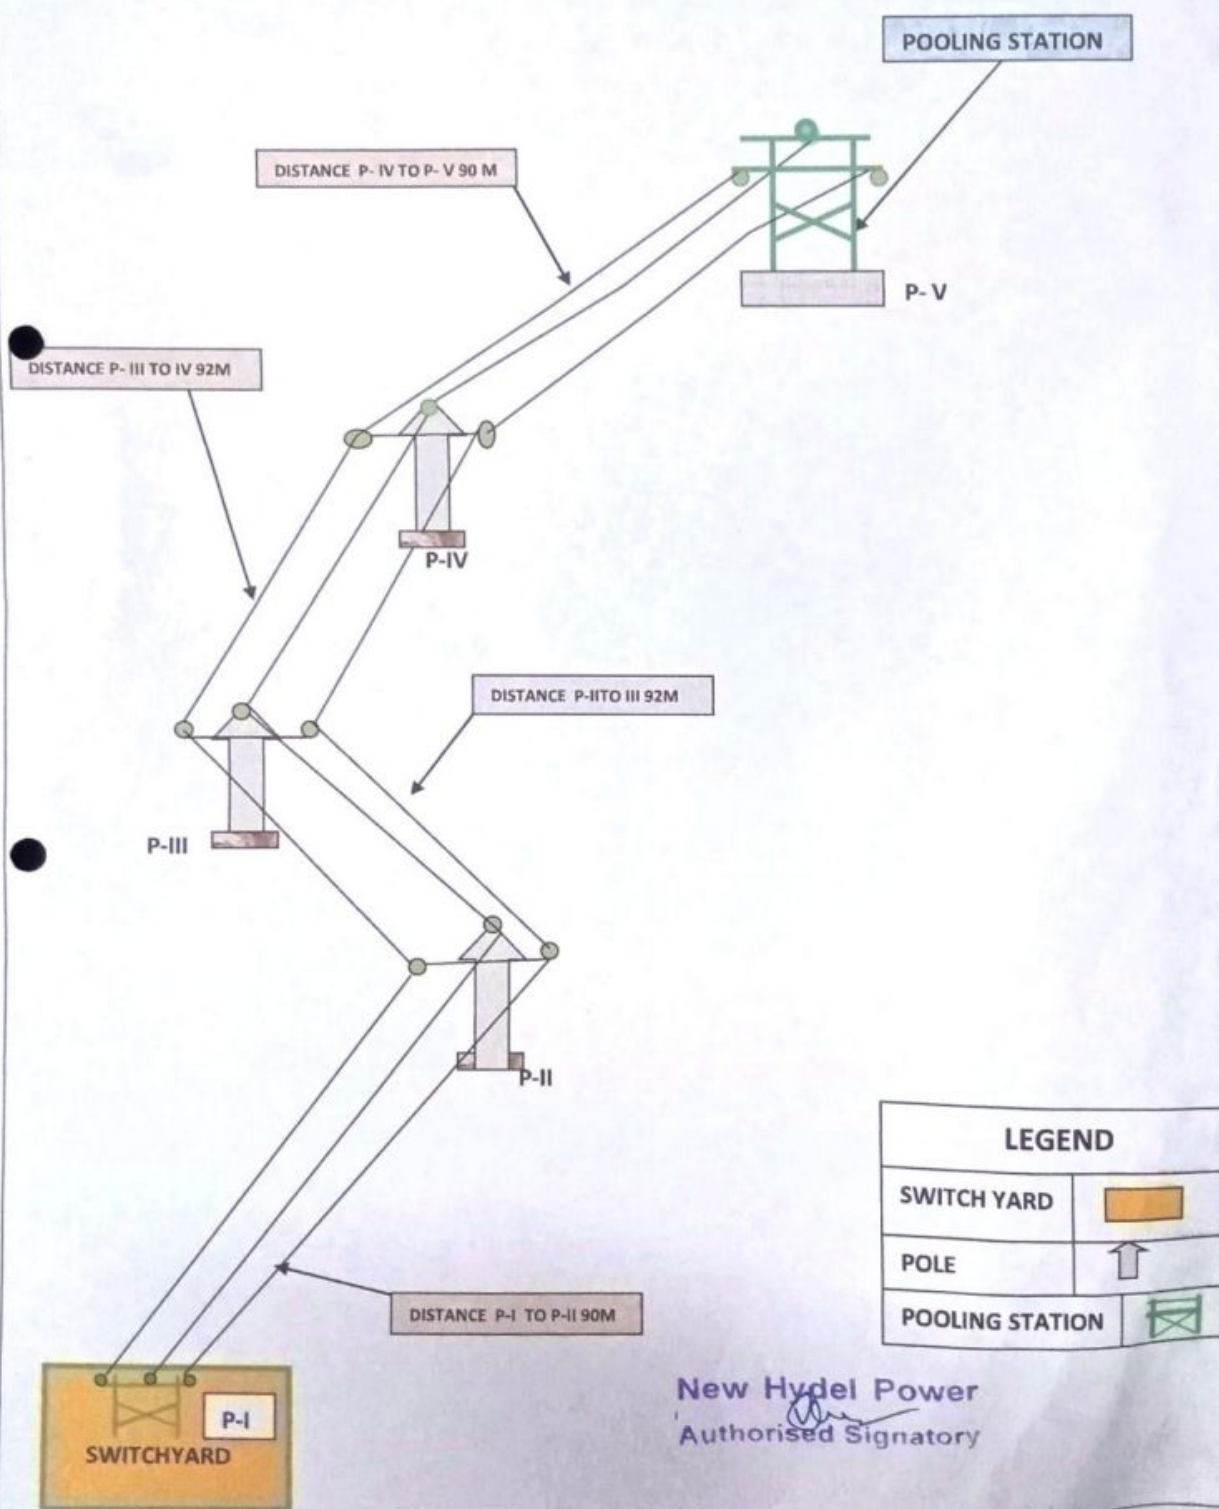 POOLING STATION
DISTANCE P- IV TO P- V 90 M
P- V
DISTANCE P- III TO IV 92M
P-IV
DISTANCE P-IITO III 92M
P-III
P-II
LEGEND
SWITCH YARD
POLE
POOLING STATION
DISTANCE P-I TO P-II 90M
New Hydel Power
Authorised Signatory
P-I
SWITCHYARD